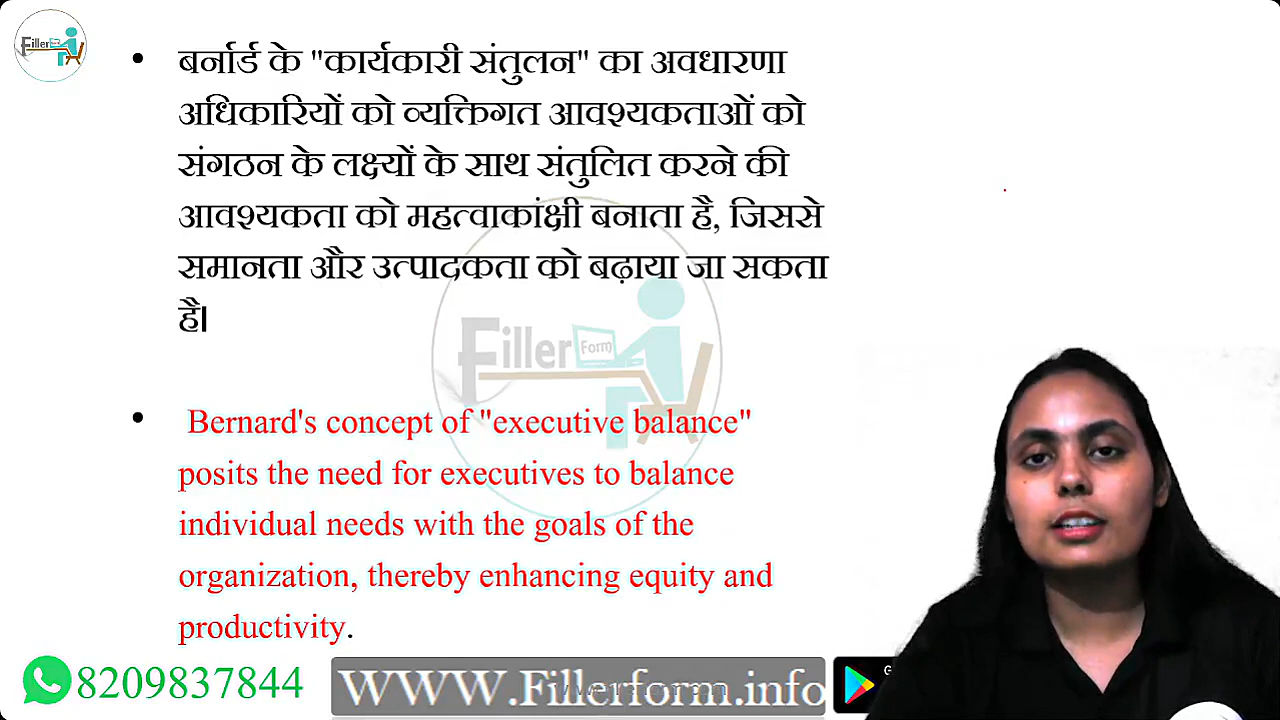 Filler
बर्नार्ड के "कार्यकारी संतुलन" का अवधारणा
अधिकारियों को व्यक्तिगत आवश्यकताओं को
संगठन के लक्ष्यों के साथ संतुलित करने की
आवश्यकता को महत्वाकांक्षी बनाता है, जिससे
समानता और उत्पादकता को बढ़ाया जा सकता
है।
Filler Form
Bernard's concept of "executive balance"
posits the need for executives to balance
individual needs with the goals of the
organization, thereby enhancing equity and
productivity.
8209837844
WWW.Fillerform.info
G